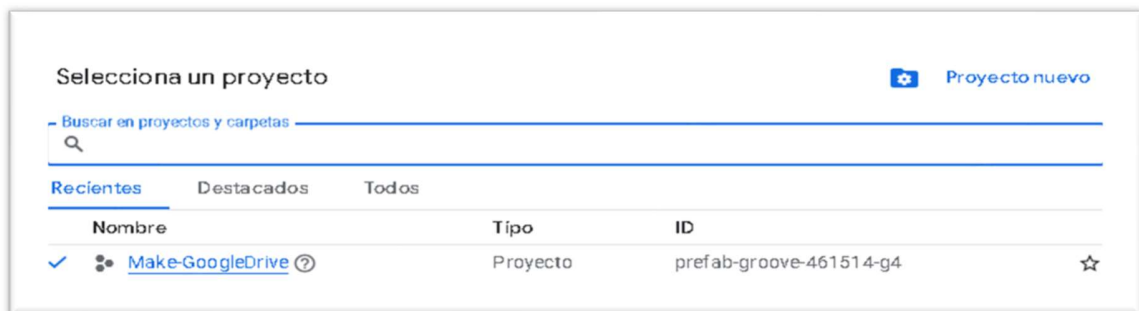 Selecciona un proyecto
Proyecto nuevo
Buscar en proyectos y carpetas
Recientes Destacados Todos
Nombre Tipo ID
Make-GoogleDrive Proyecto prefab-groove-461514-g4